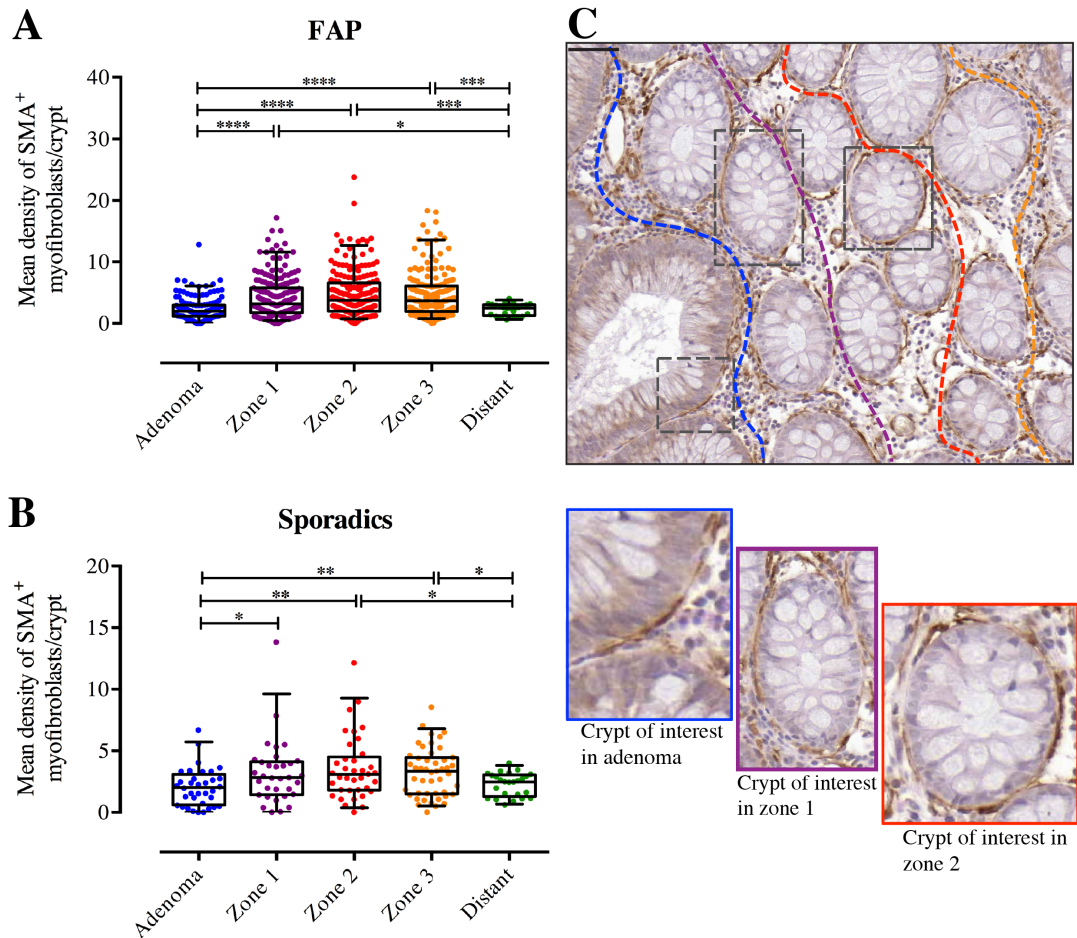 A
FAP
Mean density of SMA+
myofibroblasts/crypt
40
30
20
10
0
****
***
****
***
****
*
Adenoma
Zone 1
Zone 2
Zone 3
Distant
B
Sporadics
Mean density of SMA+
myofibroblasts/crypt
20
15
10
5
0
**
*
**
*
*
Adenoma
Zone 1
Zone 2
Zone 3
Distant
C
Crypt of interest
in adenoma
Crypt of interest
in zone 1
Crypt of interest in
zone 2